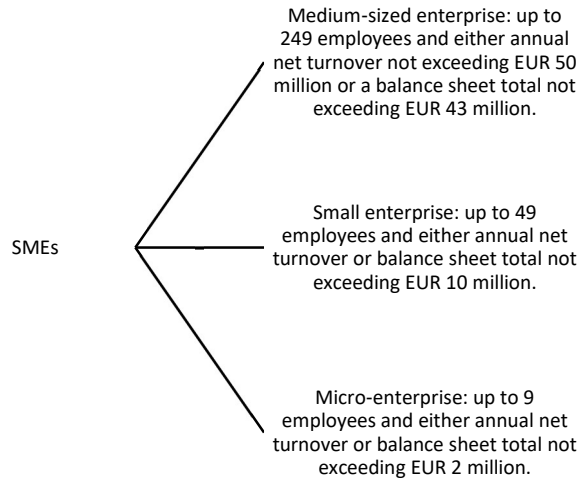 Medium-sized enterprise: up to
249 employees and either annual
net turnover not exceeding EUR 50
million or a balance sheet total not
exceeding EUR 43 million.
SMEs
Small enterprise: up to 49
employees and either annual net
turnover or balance sheet total not
exceeding EUR 10 million.
Micro-enterprise: up to 9
employees and either annual net
turnover or balance sheet total not
exceeding EUR 2 million.